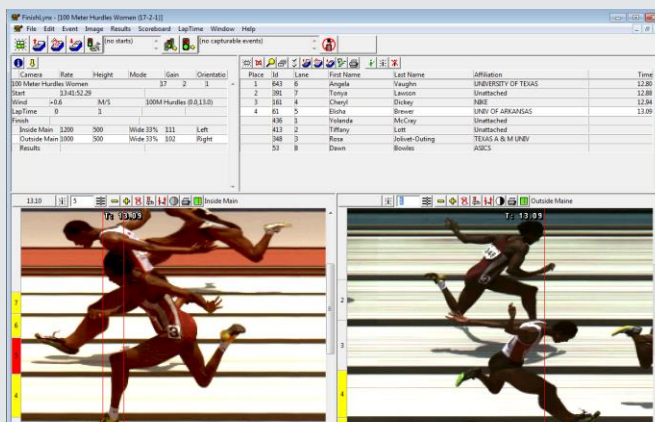 FinishLynx - [100 Meter Hurdles Women (17-2-1)]
File Edit Event Image Results Scoreboard LapTime Window Help
(no starts) (no capturable events)
Camera Rate Height Mode Gain Orientatio
100 Meter Hurdles Women 17 2 1
Start 13:41:52.29
Wind +0.6 M/S 100M Hurdles (0.0,13.0)
LapTime 0 1
Finish
Inside Main 1200 500 Wide 33% 111 Left
Outside Main 1000 500 Wide 33% 102 Right
Results
Place Id Lane First Name Last Name Affiliation Time
1 643 6 Angela Vaughn UNIVERSITY OF TEXAS 12.80
2 391 7 Tonya Lawson Unattached 12.88
3 161 4 Cheryl Dickey NIKE 12.94
4 61 5 Elisha Brewer UNIV OF ARKANSAS 13.09
436 1 Yolanda McCray Unattached
413 2 Tiffany Lott Unattached
348 3 Rosa Jolivet-Outing TEXAS A & M UNIV
53 8 Dawn Bowles ASICS
13.10 5 Inside Main
T: 13.09
7
6
4
Outside Maine
T: 13.09
348
2
3
4